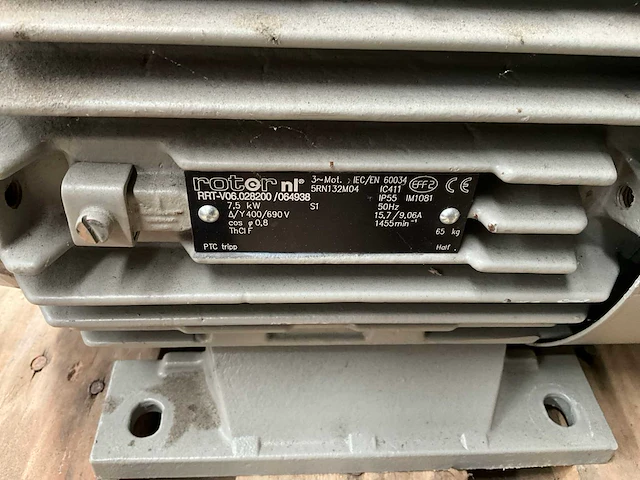 rotor nl® 3~Mot. IEC/EN 60034 EFF2 CE
5RN132M04 IC411
RRT-V06.028200 /064938 IP55 IM1081
7,5 kW S1 50Hz
Δ/Y 400/690 V 15,7/9,06A
cos φ 0,8 1455min⁻¹ 65 kg
ThCl F
PTC tripp Half